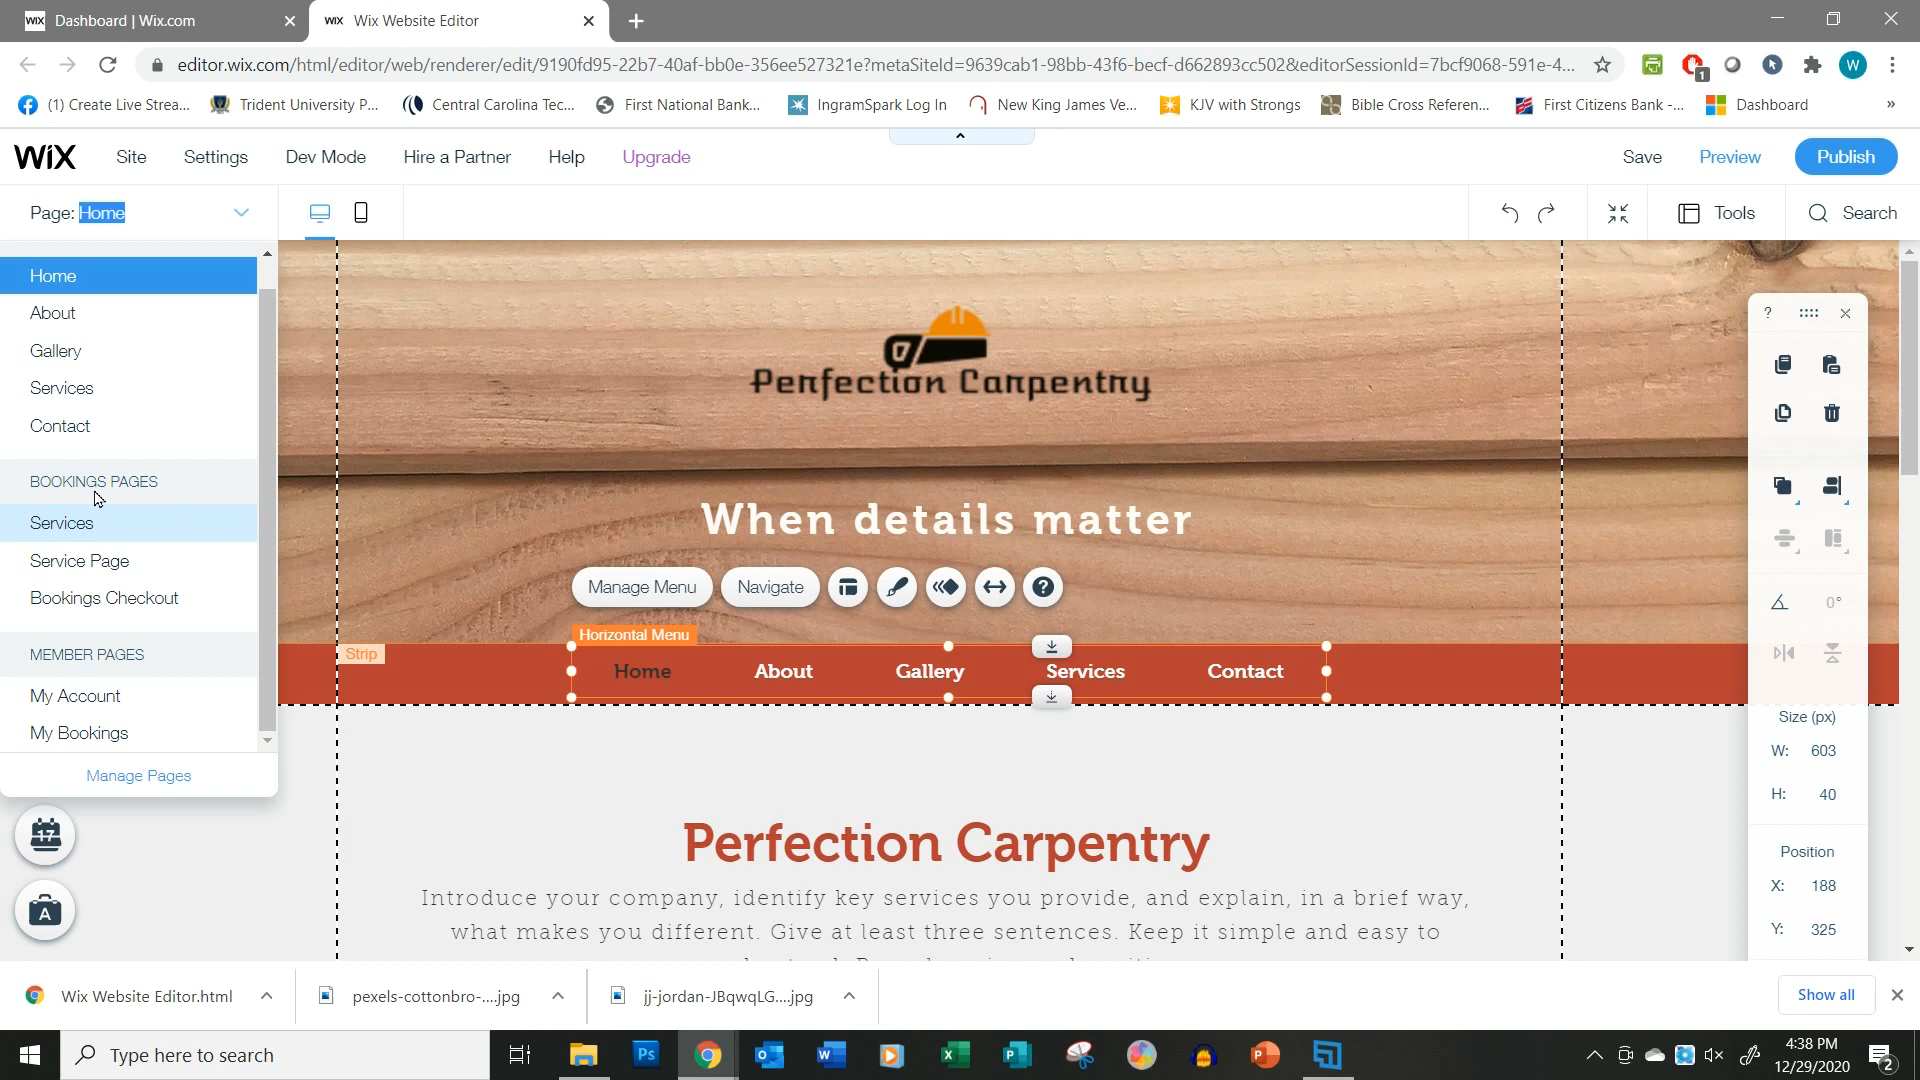 WIX Dashboard | Wix.com
WIX Wix Website Editor
editor.wix.com/html/editor/web/renderer/edit/9190fd95-22b7-40af-bb0e-356ee527321e?metaSiteId=9639cab1-98bb-43f6-becf-d662893cc502&editorSessionId=7bcf9068-591e-4...
1
W
(1) Create Live Strea...
Trident University P...
Central Carolina Tec...
First National Bank...
IngramSpark Log In
New King James Ve...
KJV with Strongs
Bible Cross Referen...
First Citizens Bank -...
Dashboard
»
WiX Site Settings Dev Mode Hire a Partner Help Upgrade
Save Preview Publish
Page: Home
Tools Search
Home
About
Gallery
Services
Contact
BOOKINGS PAGES
Services
Service Page
Bookings Checkout
MEMBER PAGES
My Account
My Bookings
Manage Pages
17
A
Perfection Carpentry
When details matter
Manage Menu Navigate ?
Horizontal Menu
Strip
Home About Gallery Services Contact
Perfection Carpentry
Introduce your company, identify key services you provide, and explain, in a brief way,
what makes you different. Give at least three sentences. Keep it simple and easy to
?
0°
Size (px)
W: 603
H: 40
Position
X: 188
Y: 325
Wix Website Editor.html
pexels-cottonbro-....jpg
jj-jordan-JBqwqLG....jpg
Show all
Type here to search
Ps
4:38 PM
12/29/2020
2